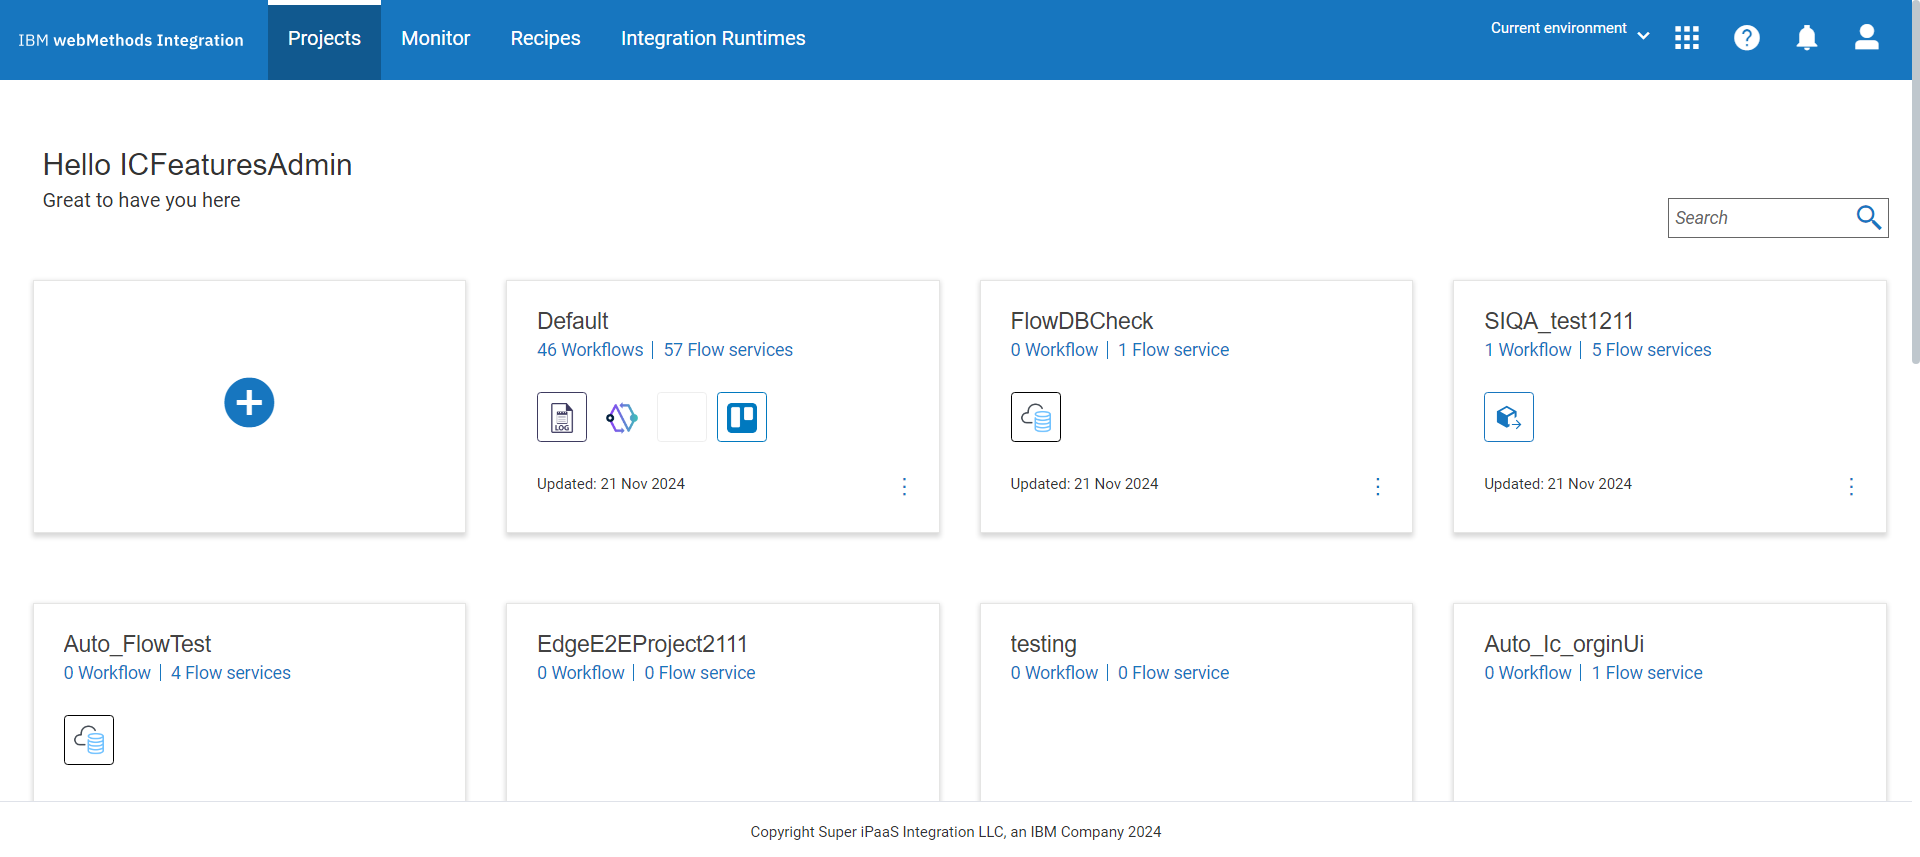 IBM webMethods Integration
Projects
Monitor
Recipes
Integration Runtimes
Current environment
Hello ICFeaturesAdmin
Great to have you here
Search
Default
46 Workflows | 57 Flow services
LOG
Updated: 21 Nov 2024
FlowDBCheck
0 Workflow | 1 Flow service
Updated: 21 Nov 2024
SIQA_test1211
1 Workflow | 5 Flow services
Updated: 21 Nov 2024
Auto_FlowTest
0 Workflow | 4 Flow services
EdgeE2EProject2111
0 Workflow | 0 Flow service
testing
0 Workflow | 0 Flow service
Auto_Ic_orginUi
0 Workflow | 1 Flow service
Copyright Super iPaaS Integration LLC, an IBM Company 2024